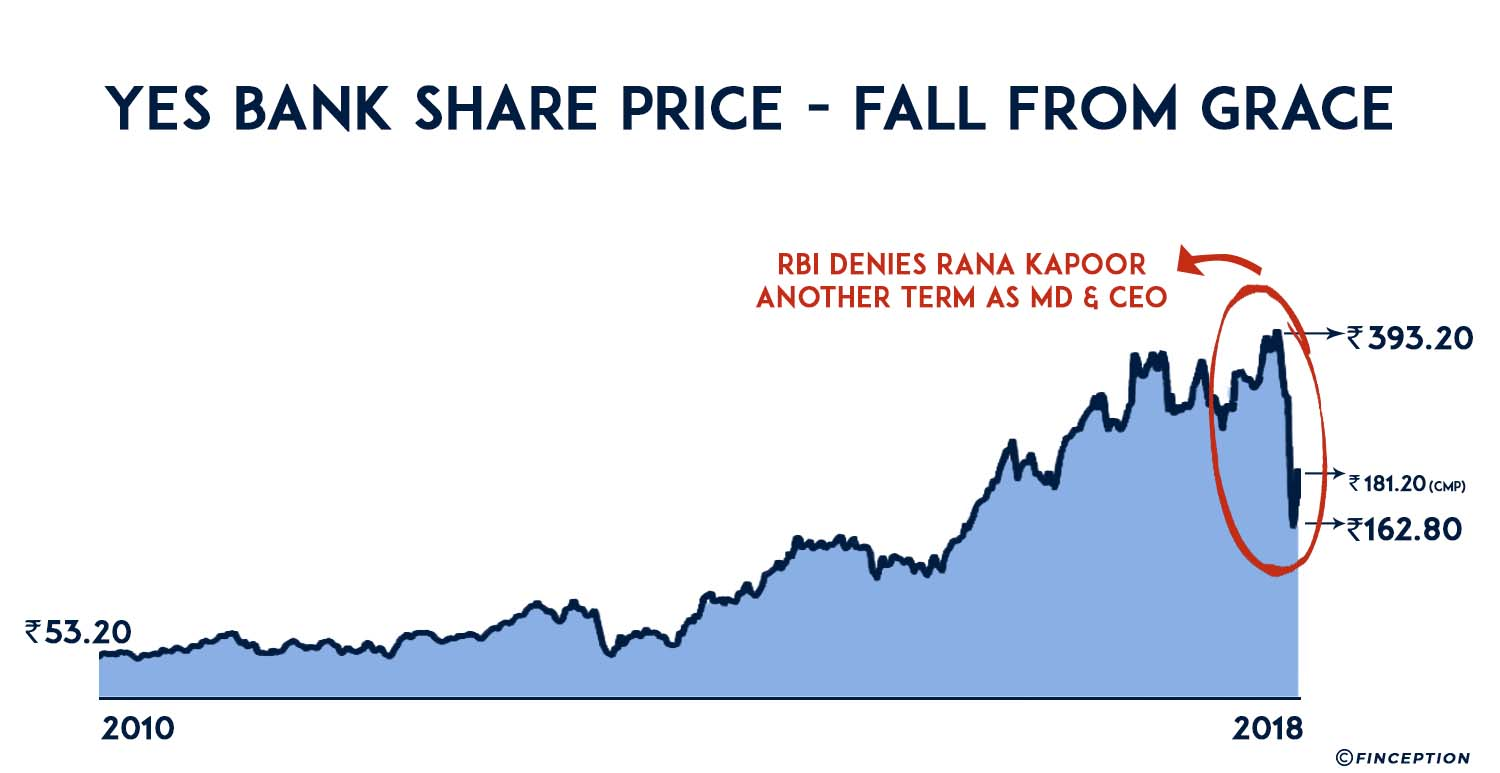 YES BANK SHARE PRICE - FALL FROM GRACE
RBI DENIES RANA KAPOOR
ANOTHER TERM AS MD & CEO
₹393.20
₹181.20 (CMP)
₹162.80
₹53.20
2010
2018
©FINCEPTION